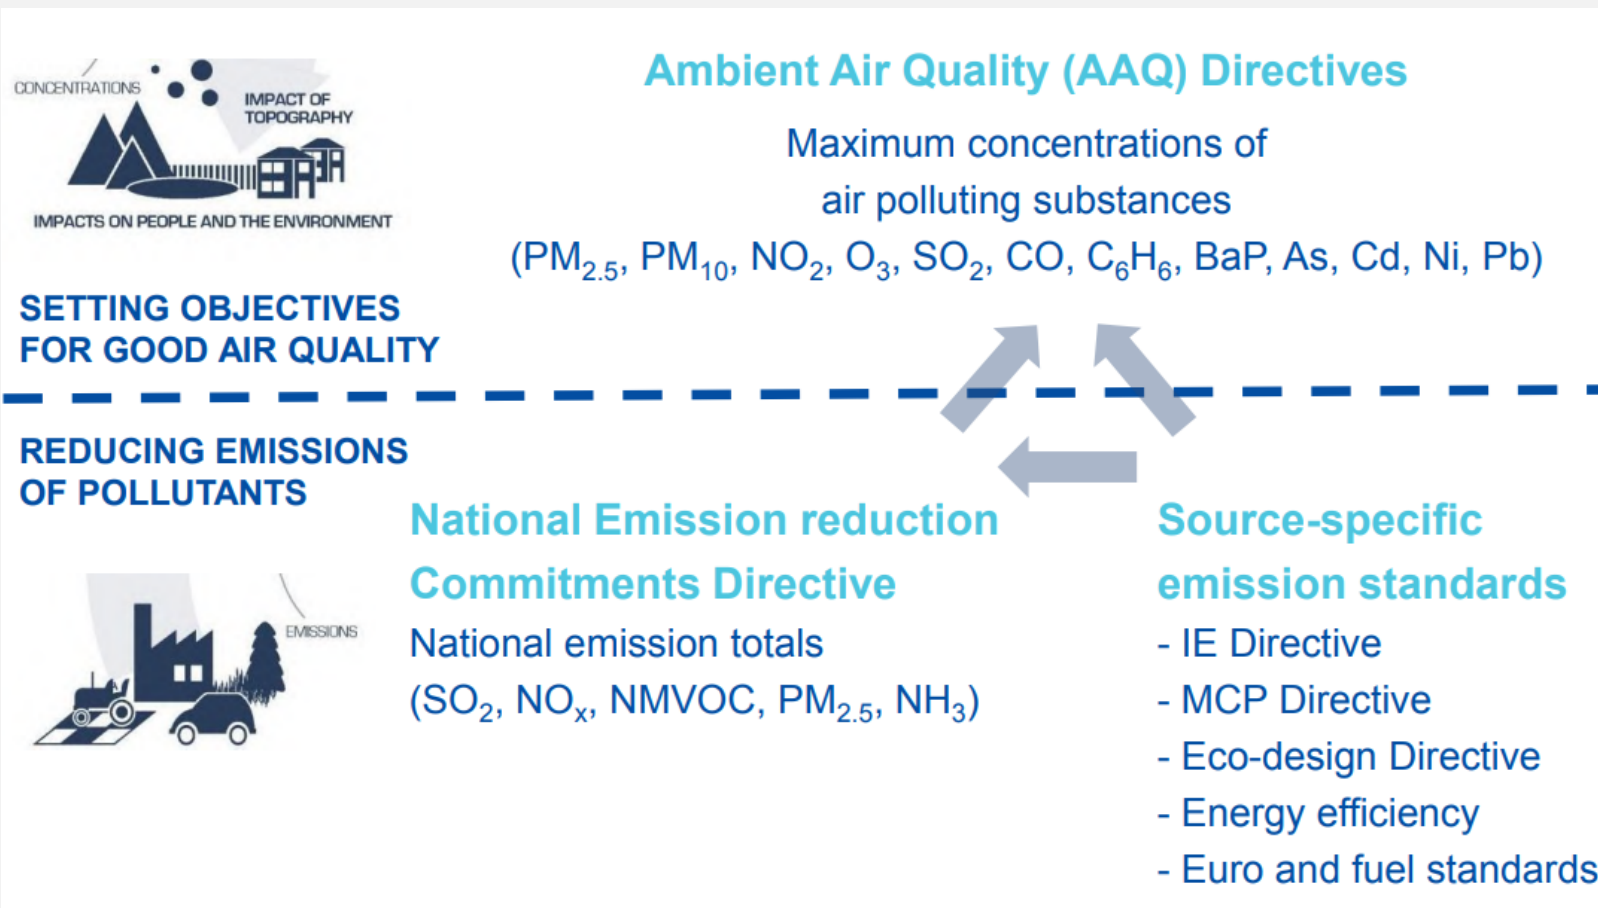 CONCENTRATIONS
IMPACT OF
TOPOGRAPHY
IMPACTS ON PEOPLE AND THE ENVIRONMENT
SETTING OBJECTIVES
FOR GOOD AIR QUALITY
Ambient Air Quality (AAQ) Directives
Maximum concentrations of
air polluting substances
(PM₂.₅, PM₁₀, NO₂, O₃, SO₂, CO, C₆H₆, BaP, As, Cd, Ni, Pb)
REDUCING EMISSIONS
OF POLLUTANTS
EMISSIONS
National Emission reduction
Commitments Directive
National emission totals
(SO₂, NOₓ, NMVOC, PM₂.₅, NH₃)
Source-specific
emission standards
- IE Directive
- MCP Directive
- Eco-design Directive
- Energy efficiency
- Euro and fuel standards